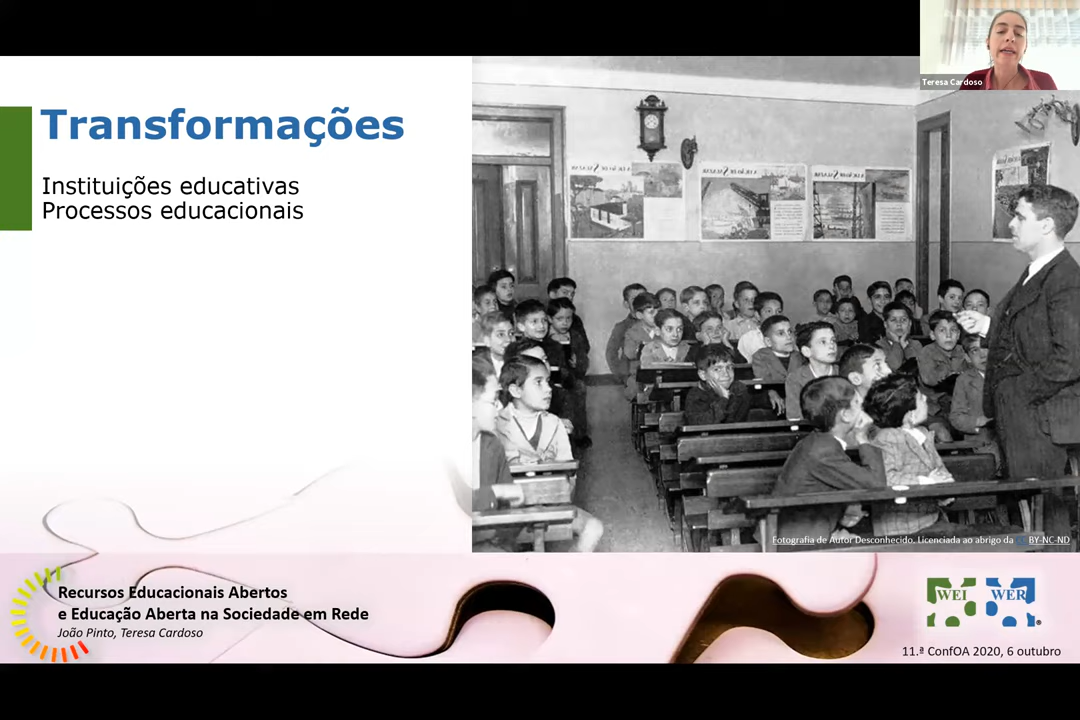 Teresa Cardoso
Transformações
Instituições educativas
Processos educacionais
Fotografia de Autor Desconhecido, Licenciada ao abrigo da CC BY-NC-ND
Recursos Educacionais Abertos
e Educação Aberta na Sociedade em Rede
João Pinto, Teresa Cardoso
WEI WER ®
11.ª ConfOA 2020, 6 outubro